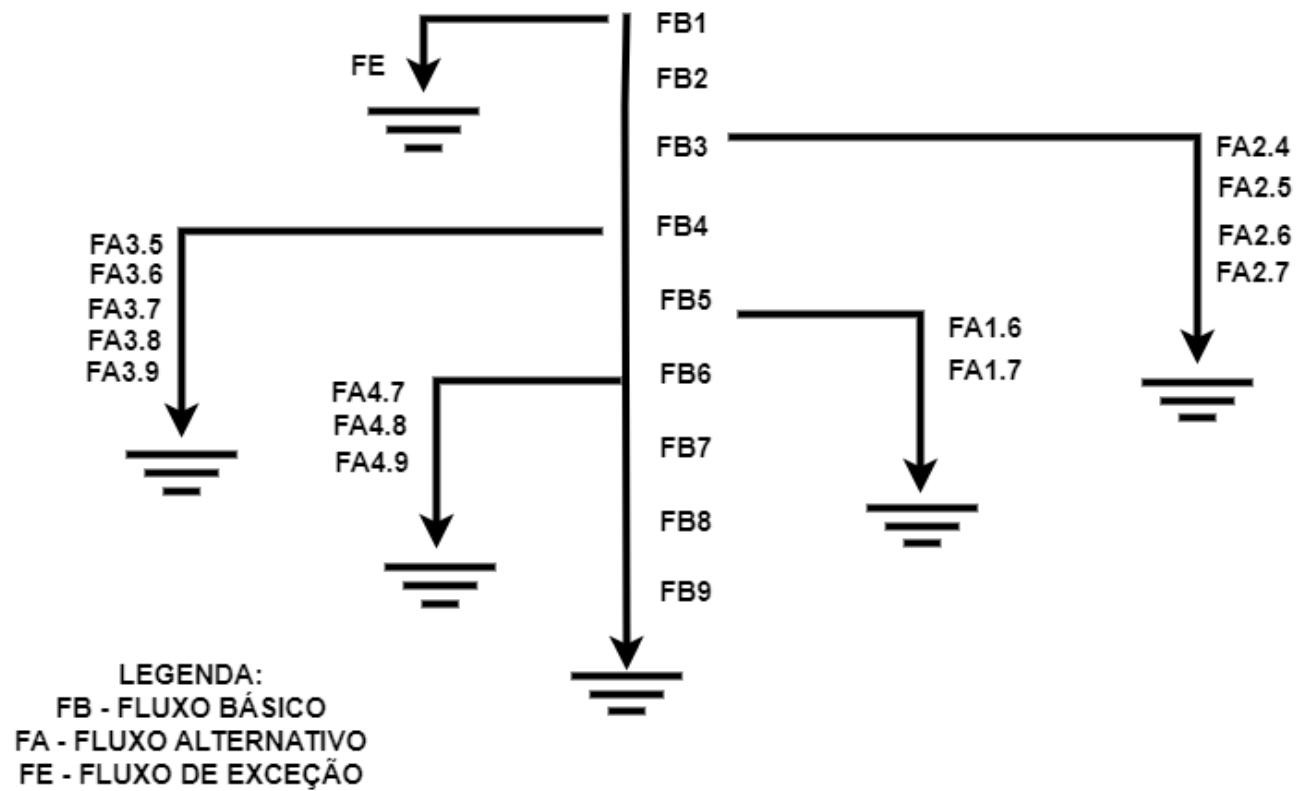 FB1
FE
FB2
FB3
FA2.4
FA2.5
FA2.6
FA2.7
FB4
FA3.5
FA3.6
FA3.7
FA3.8
FA3.9
FB5
FA1.6
FA1.7
FB6
FA4.7
FA4.8
FA4.9
FB7
FB8
FB9
LEGENDA:
FB - FLUXO BÁSICO
FA - FLUXO ALTERNATIVO
FE - FLUXO DE EXCEÇÃO